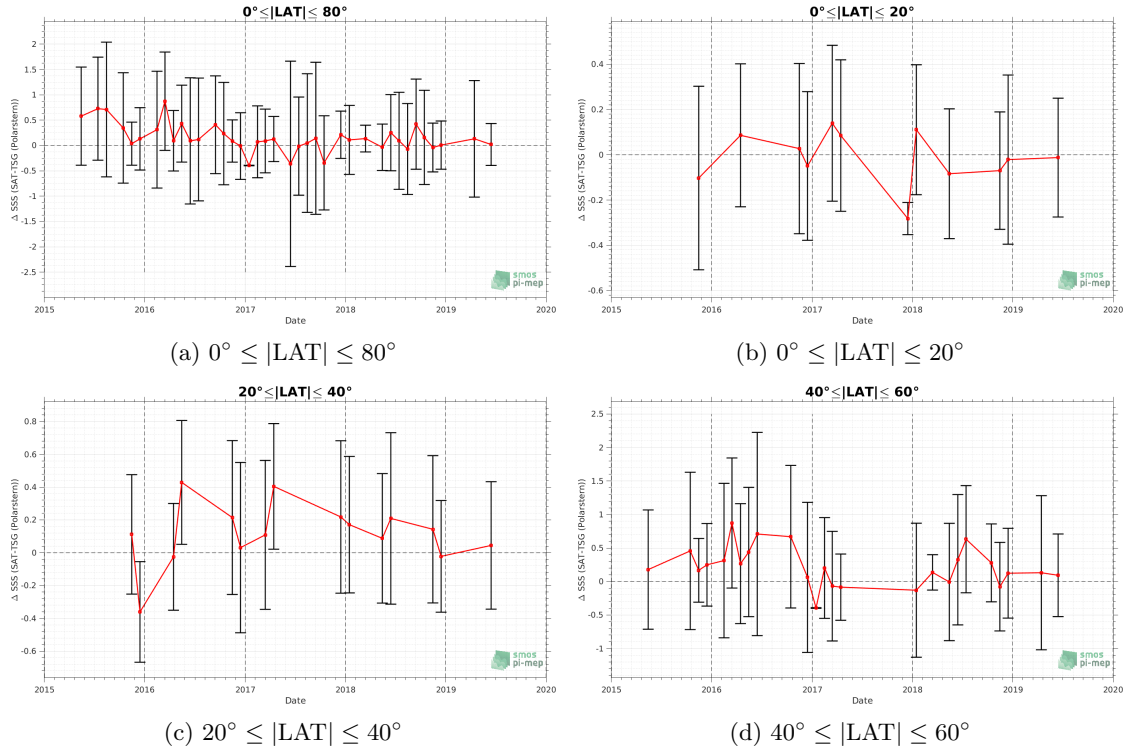 0°≤|LAT|≤ 80°
Δ SSS (SAT-TSG (Polarstern))
2
1.5
1
0.5
0
-0.5
-1
-1.5
-2
-2.5
2015 2016 2017 2018 2019 2020
Date
smos
pi-mep
(a) 0° ≤ |LAT| ≤ 80°
0°≤|LAT|≤ 20°
Δ SSS (SAT-TSG (Polarstern))
0.4
0.2
0
-0.2
-0.4
-0.6
2015 2016 2017 2018 2019 2020
Date
smos
pi-mep
(b) 0° ≤ |LAT| ≤ 20°
20°≤|LAT|≤ 40°
Δ SSS (SAT-TSG (Polarstern))
0.8
0.6
0.4
0.2
0
-0.2
-0.4
-0.6
2015 2016 2017 2018 2019 2020
Date
smos
pi-mep
(c) 20° ≤ |LAT| ≤ 40°
40°≤|LAT|≤ 60°
Δ SSS (SAT-TSG (Polarstern))
2.5
2
1.5
1
0.5
0
-0.5
-1
2015 2016 2017 2018 2019 2020
Date
smos
pi-mep
(d) 40° ≤ |LAT| ≤ 60°